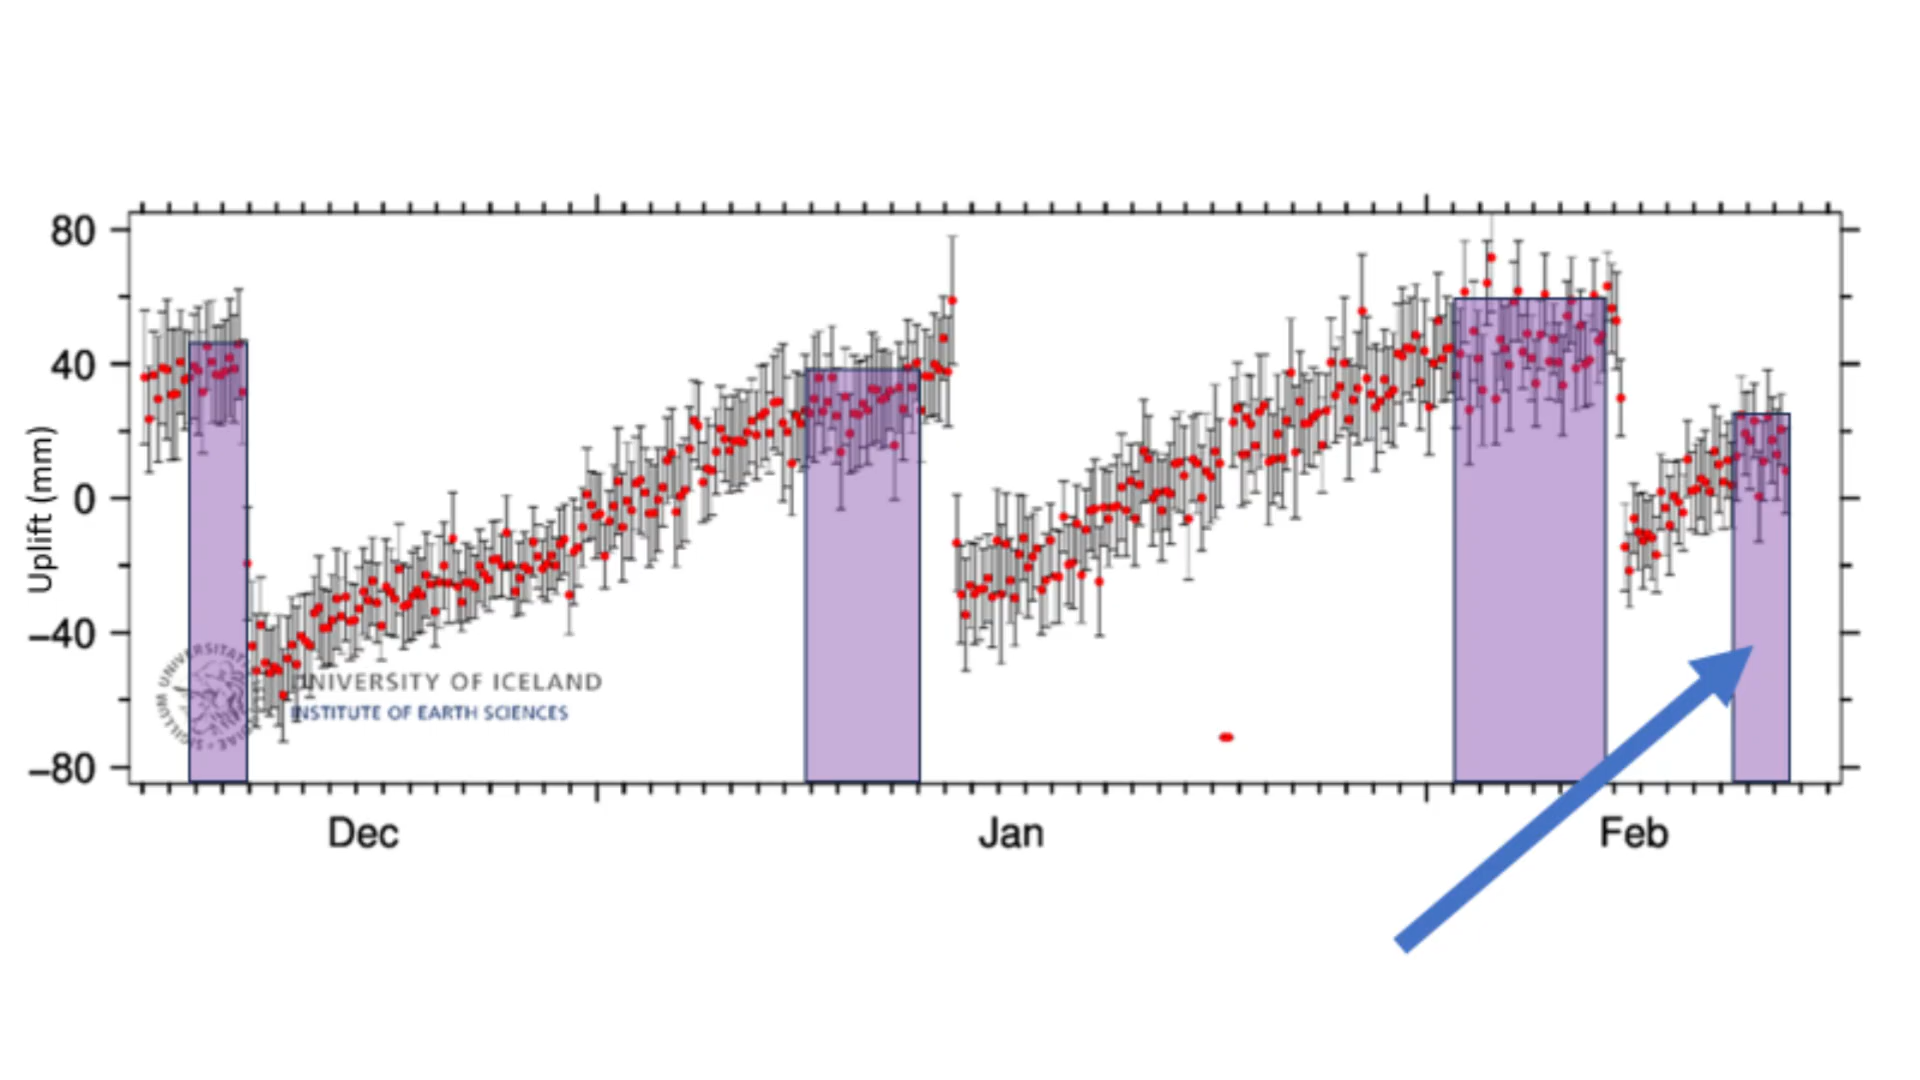 80
40
0
−40
−80
Uplift (mm)
UNIVERSITY OF ICELAND
INSTITUTE OF EARTH SCIENCES
Dec
Jan
Feb